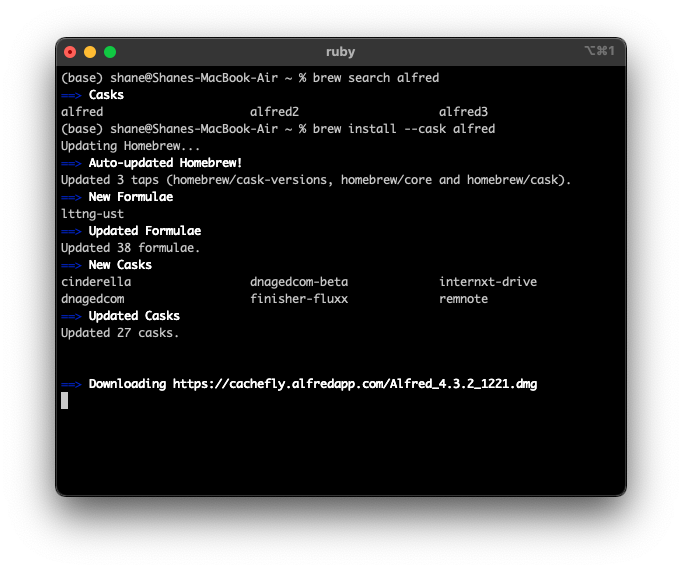 ruby
⌥⌘1
(base) shane@Shanes-MacBook-Air ~ % brew search alfred
==> Casks
alfred alfred2 alfred3
(base) shane@Shanes-MacBook-Air ~ % brew install --cask alfred
Updating Homebrew...
==> Auto-updated Homebrew!
Updated 3 taps (homebrew/cask-versions, homebrew/core and homebrew/cask).
==> New Formulae
lttng-ust
==> Updated Formulae
Updated 38 formulae.
==> New Casks
cinderella dnagedcom-beta internxt-drive
dnagedcom finisher-fluxx remnote
==> Updated Casks
Updated 27 casks.
==> Downloading https://cachefly.alfredapp.com/Alfred_4.3.2_1221.dmg